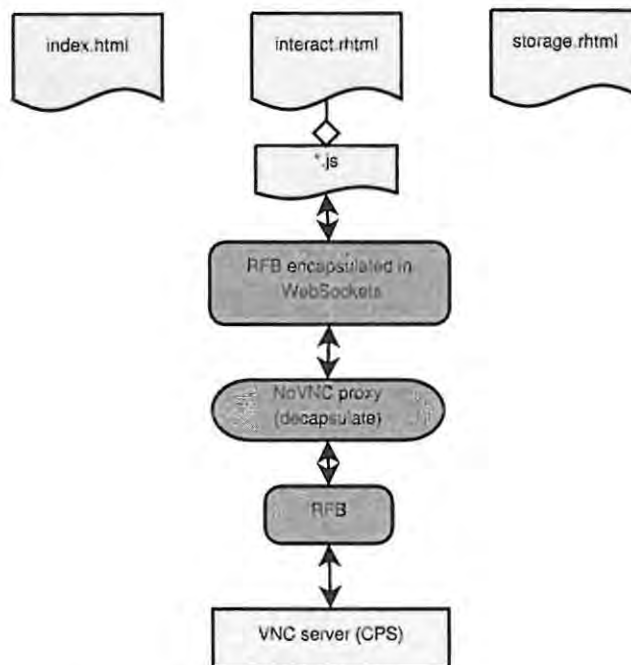 index.html
interact.rhtml
storage.rhtml
*.js
RFB encapsulated in
WebSockets
NoVNC proxy
(decapsulate)
RFB
VNC server (CPS)